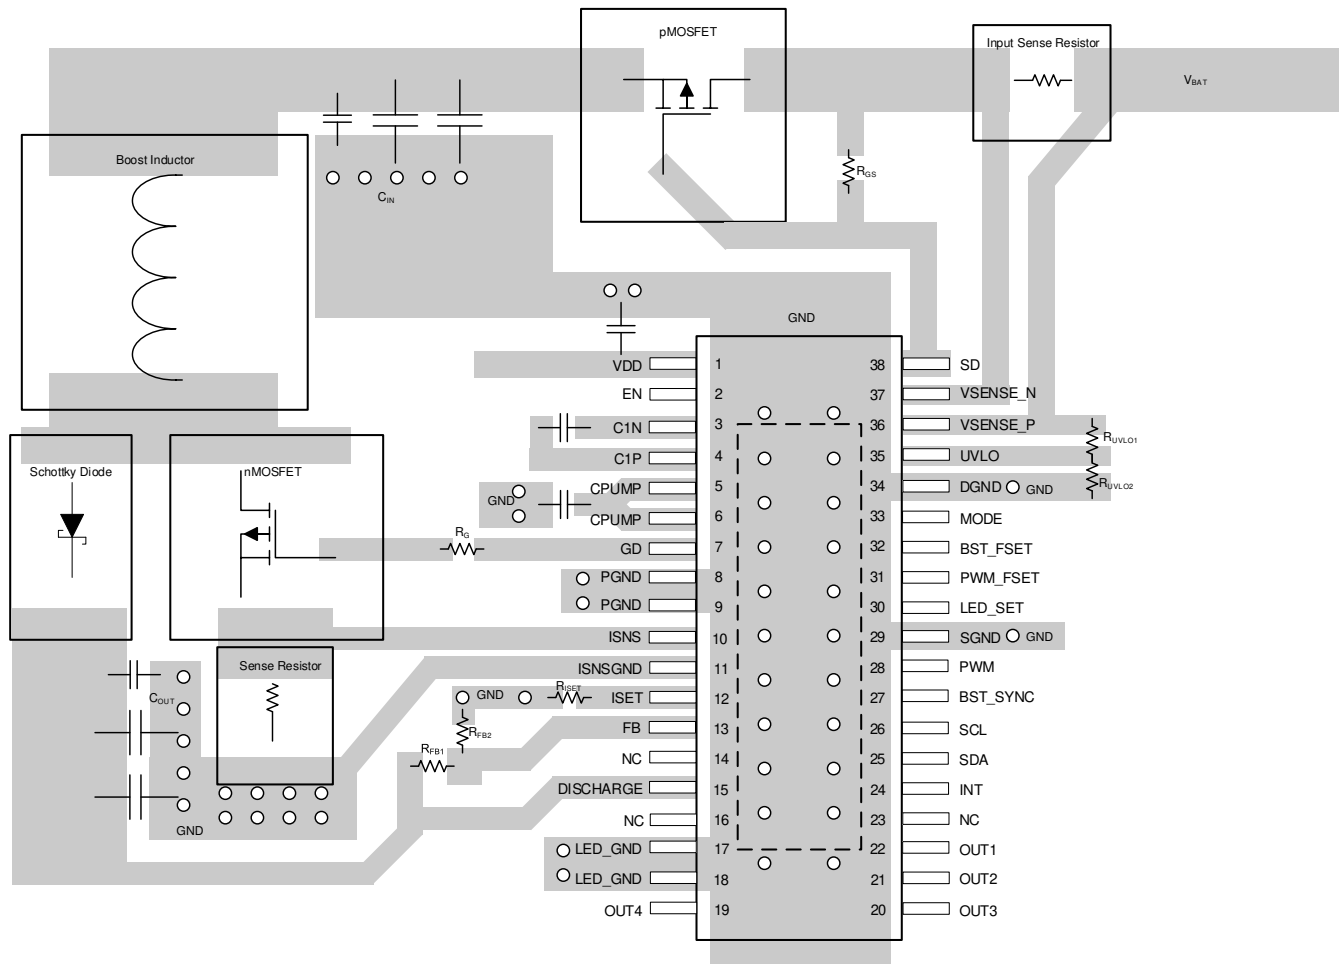 pMOSFET
Input Sense Resistor
VBAT
Boost Inductor
RGS
CIN
GND
VDD 1 38 SD
EN 2 37 VSENSE_N
C1N 3 36 VSENSE_P
RUVLO1
C1P 4 35 UVLO
Schottky Diode
nMOSFET
RUVLO2
CPUMP 5 34 DGND GND
GND
CPUMP 6 33 MODE
RG
GD 7 32 BST_FSET
PGND 8 31 PWM_FSET
PGND 9 30 LED_SET
ISNS 10 29 SGND GND
Sense Resistor
ISNSGND 11 28 PWM
COUT
GND RISET ISET 12 27 BST_SYNC
FB 13 26 SCL
RFB2
RFB1
NC 14 25 SDA
DISCHARGE 15 24 INT
NC 16 23 NC
GND
LED_GND 17 22 OUT1
LED_GND 18 21 OUT2
OUT4 19 20 OUT3